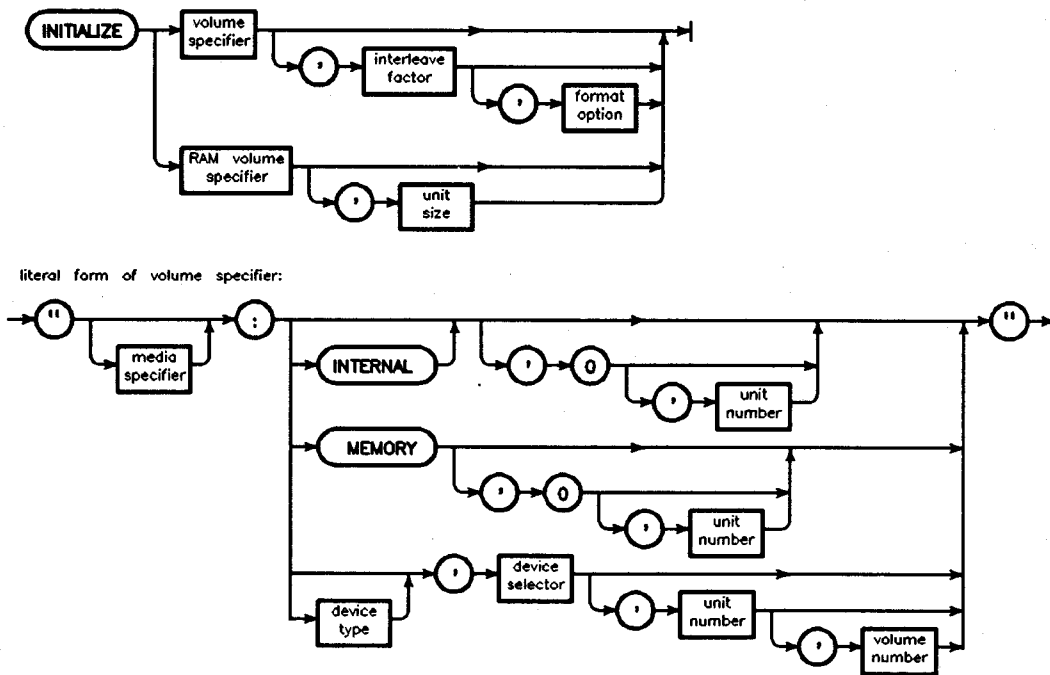 INITIALIZE
volume
specifier
,
interleave
factor
,
format
option
RAM volume
specifier
,
unit
size
literal form of volume specifier:
"
media
specifier
:
INTERNAL
,
0
,
unit
number
"
MEMORY
,
0
,
unit
number
device
type
,
device
selector
,
unit
number
,
volume
number